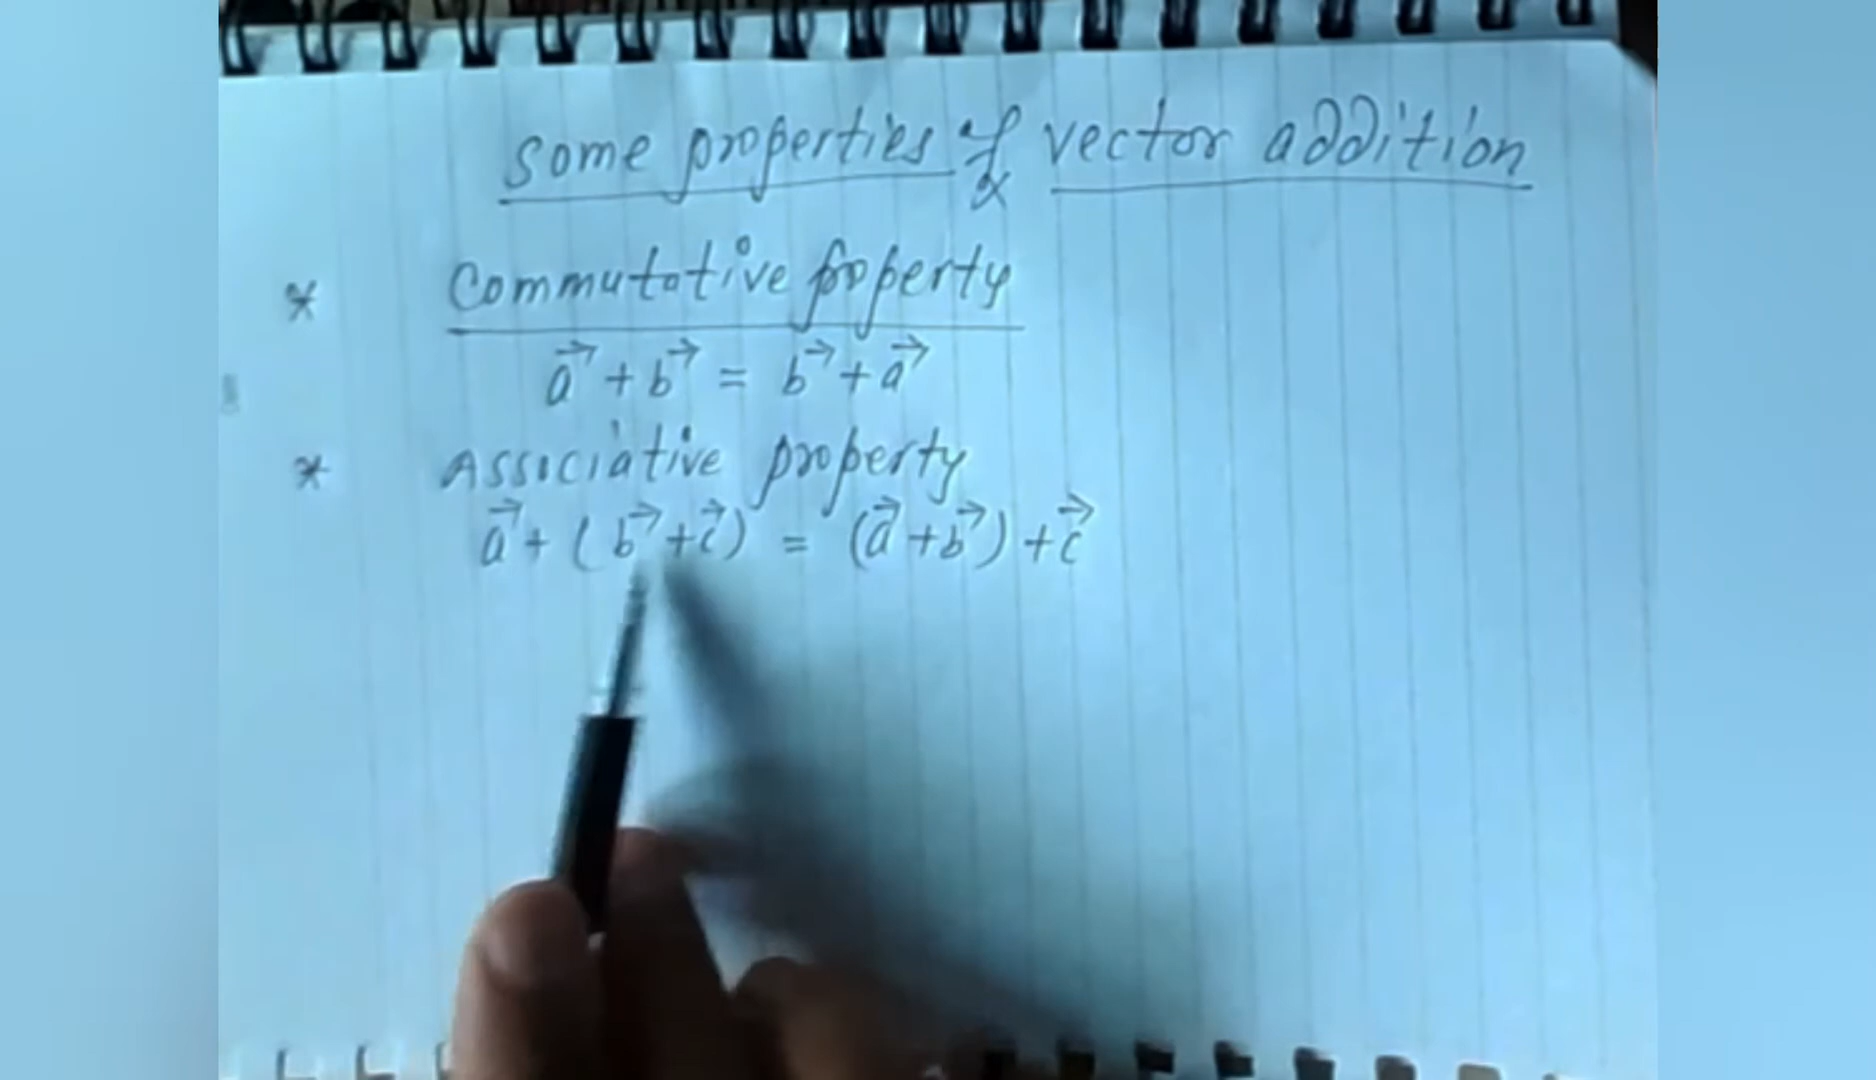 some properties of vector addition
* Commutative property
a⃗ + b⃗ = b⃗ + a⃗
* Associative property
a⃗ + (b⃗ + c⃗) = (a⃗ + b⃗) + c⃗